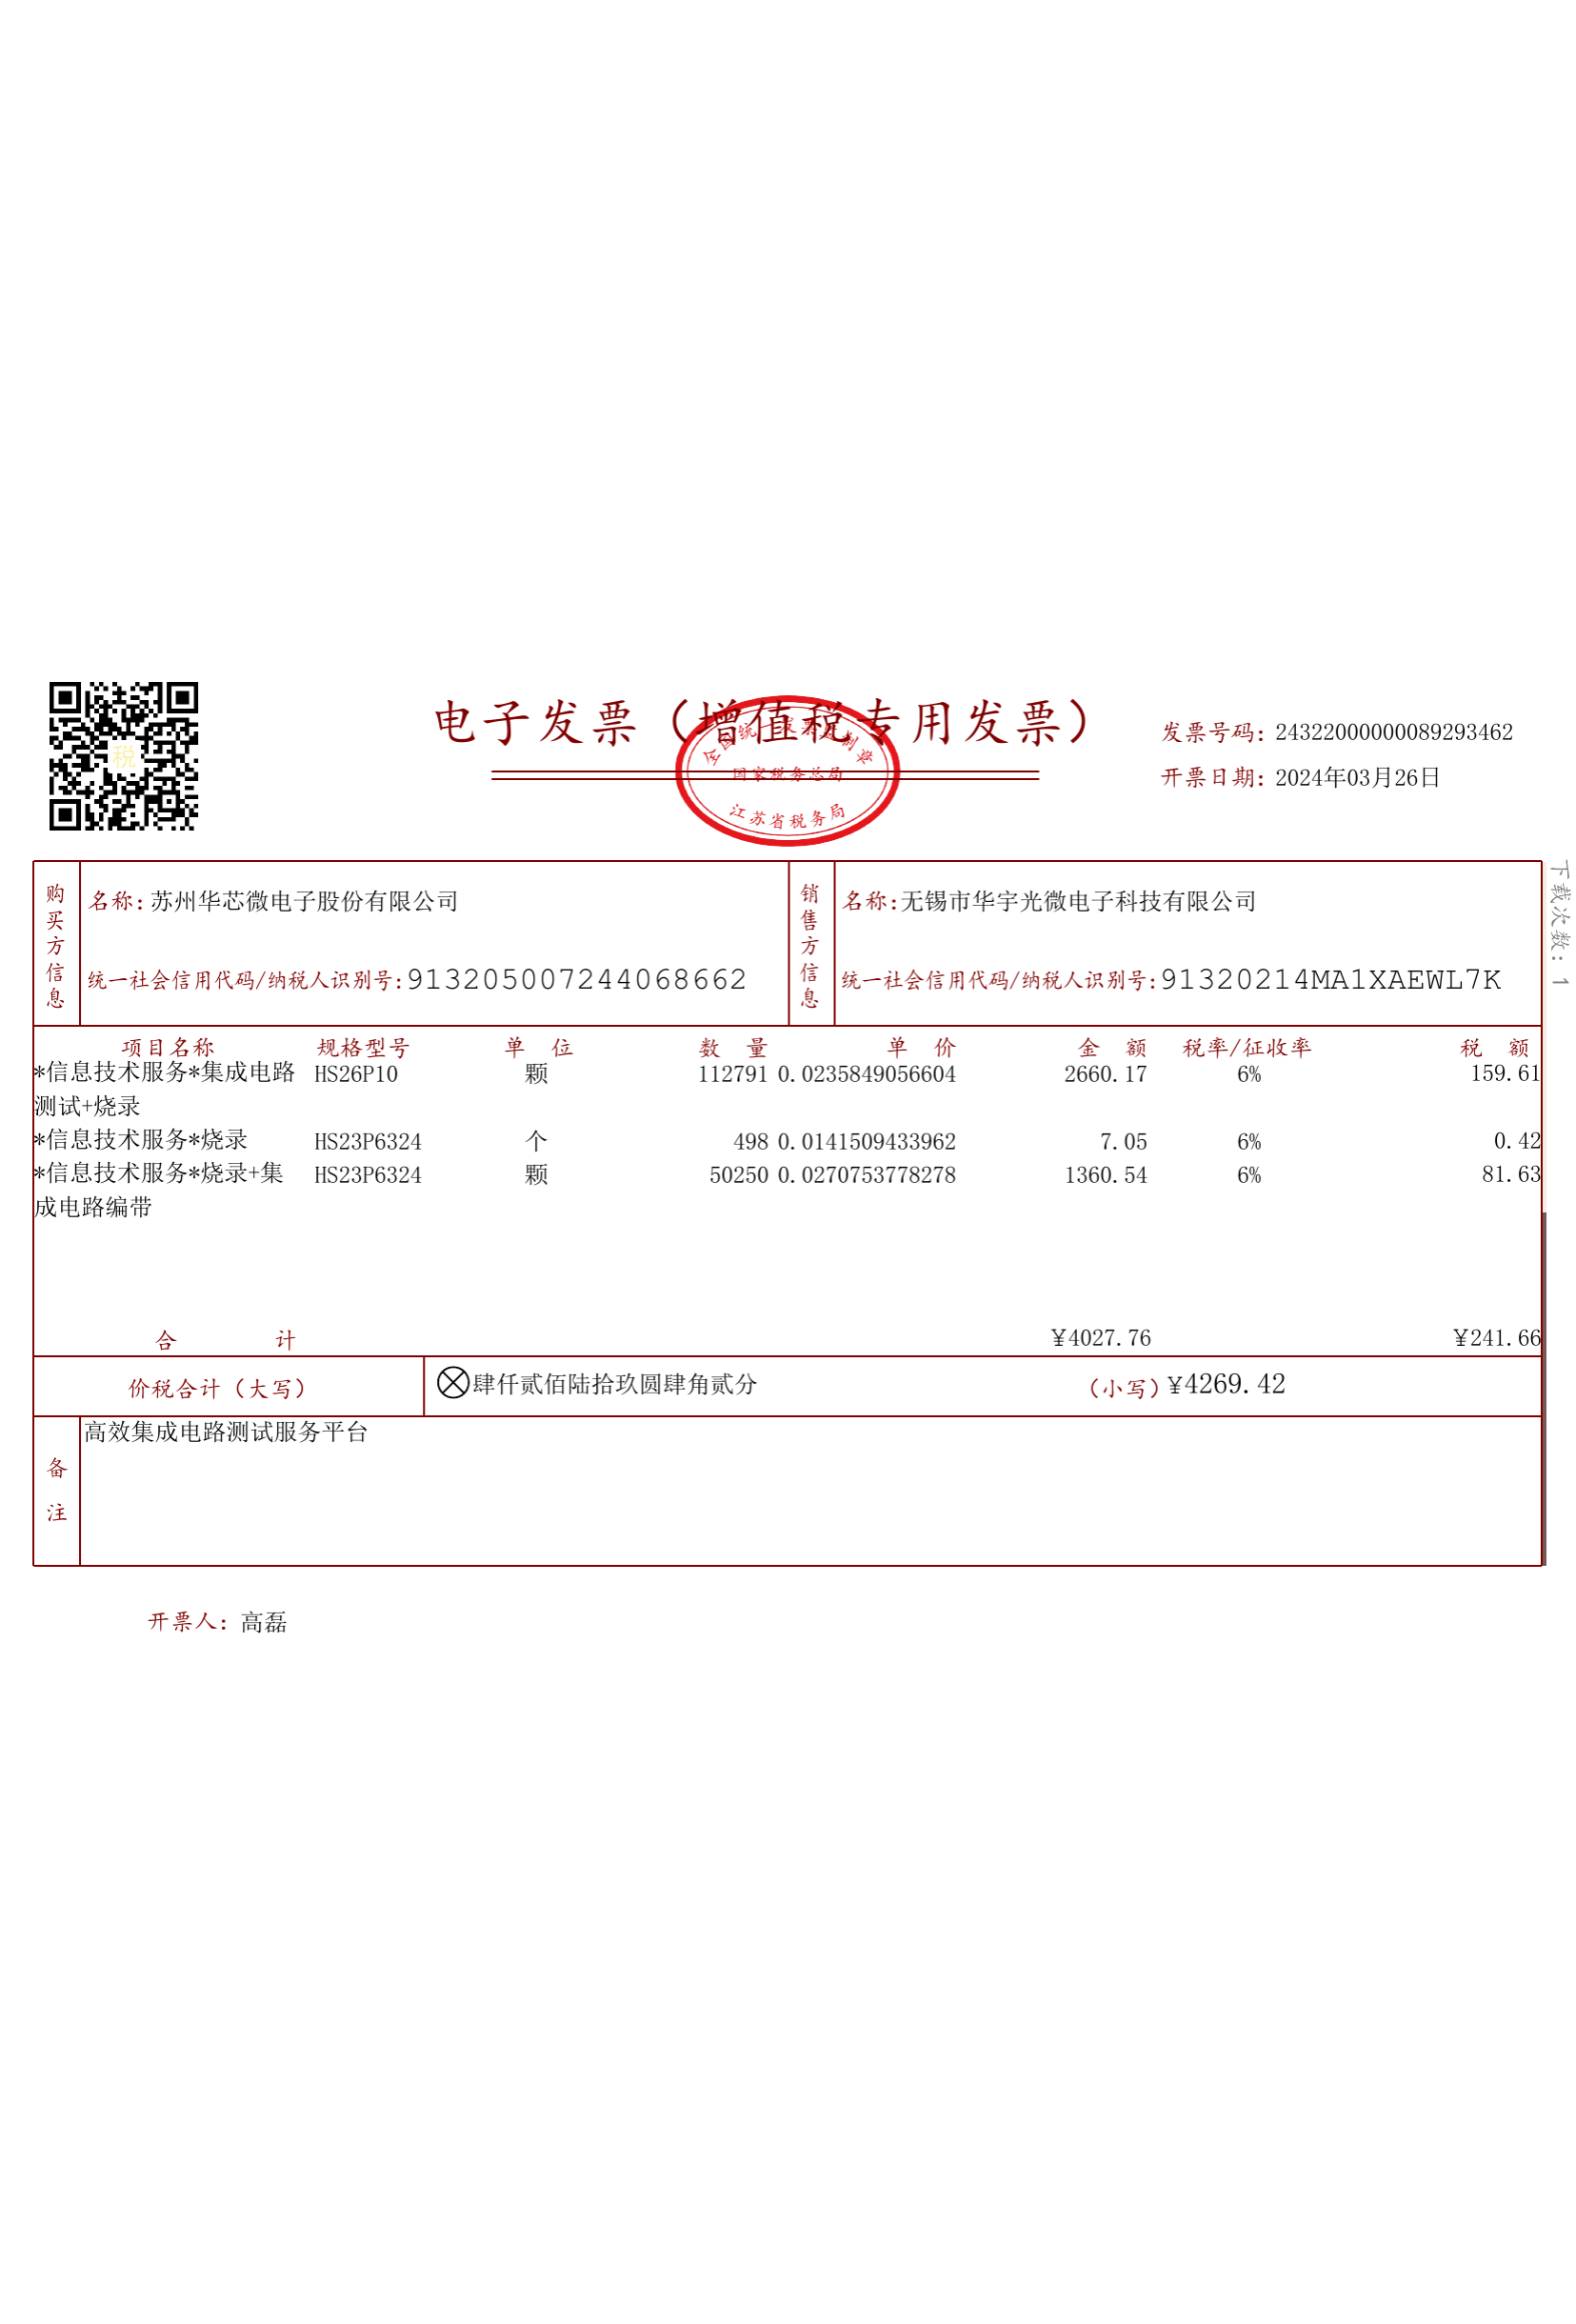 税
电子发票（增值税专用发票）
全国统一发票监制章
国家税务总局
江苏省税务局
发票号码：24322000000089293462
开票日期：2024年03月26日
下载次数：1
购买方信息
名称：苏州华芯微电子股份有限公司
统一社会信用代码/纳税人识别号：913205007244068662
销售方信息
名称：无锡市华宇光微电子科技有限公司
统一社会信用代码/纳税人识别号：91320214MA1XAEWL7K
项目名称 规格型号 单位 数量 单价 金额 税率/征收率 税额
*信息技术服务*集成电路 HS26P10 颗 112791 0.0235849056604 2660.17 6% 159.61
测试+烧录
*信息技术服务*烧录 HS23P6324 个 498 0.0141509433962 7.05 6% 0.42
*信息技术服务*烧录+集 HS23P6324 颗 50250 0.0270753778278 1360.54 6% 81.63
成电路编带
合计 ¥4027.76 ¥241.66
价税合计（大写） 肆仟贰佰陆拾玖圆肆角贰分 （小写）¥4269.42
备注
高效集成电路测试服务平台
开票人：高磊